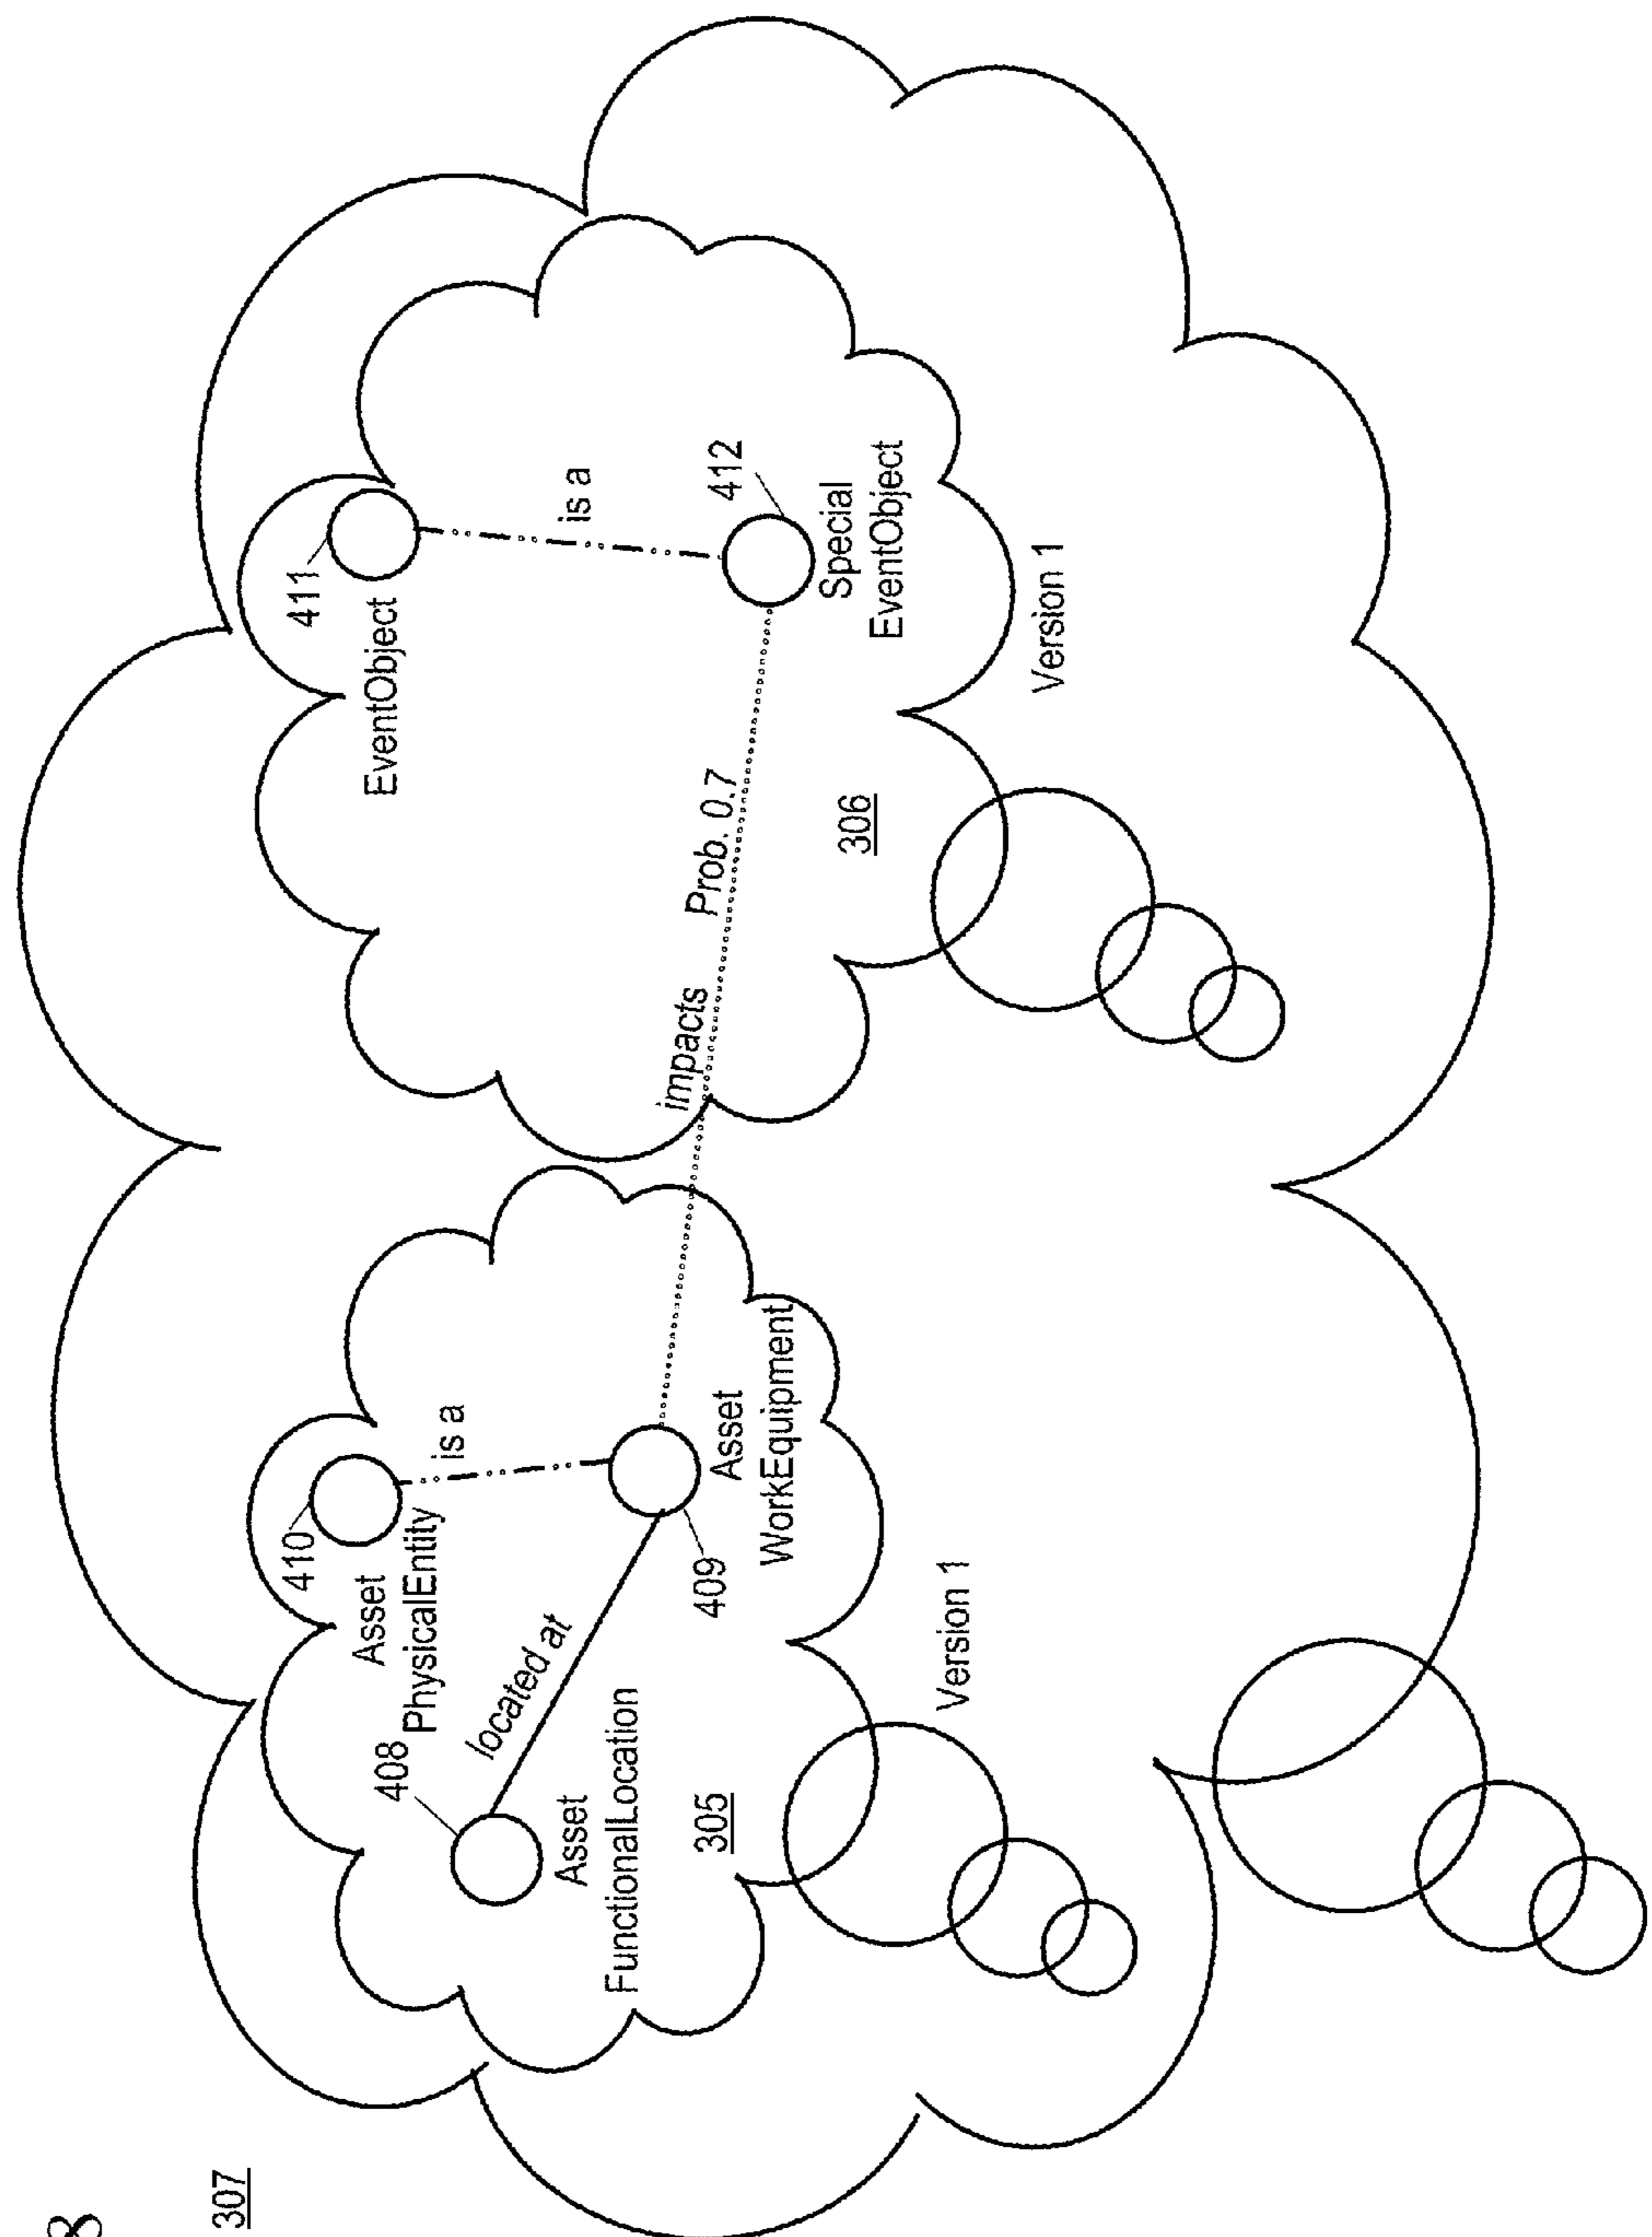 8
307
410
Asset
PhysicalEntity
is a
408
located at
Asset
FunctionalLocation
409
Asset
WorkEquipment
305
Version 1
impacts Prob. 0.7
411
EventObject
is a
412
Special
EventObject
306
Version 1